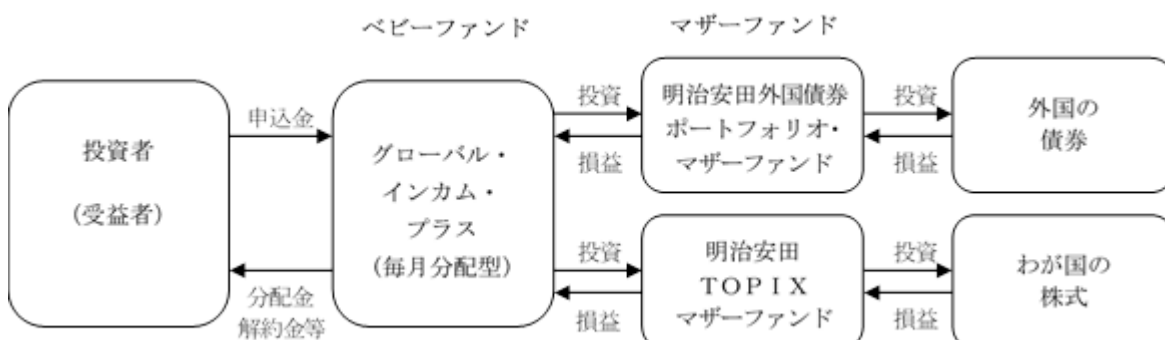 ベビーファンド
マザーファンド
投資者
(受益者)
申込金
分配金
解約金等
グローバル・
インカム・
プラス
(毎月分配型)
投資
損益
明治安田外国債券
ポートフォリオ・
マザーファンド
投資
損益
外国の
債券
投資
損益
明治安田
ＴＯＰＩＸ
マザーファンド
投資
損益
わが国の
株式